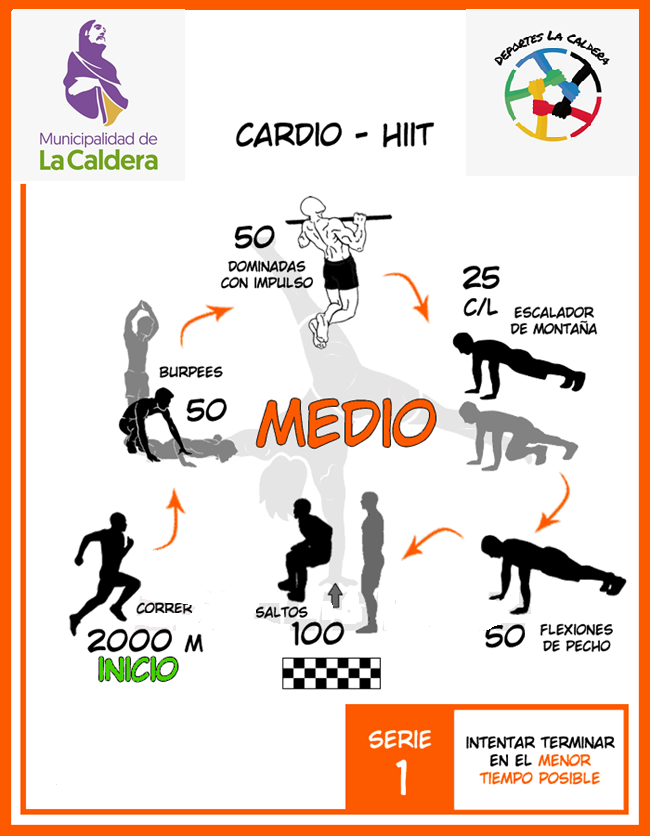 Municipalidad de
La Caldera
DEPORTES LA CALDERA
CARDIO - HIIT
50
DOMINADAS
CON IMPULSO
25
C/L
ESCALADOR
DE MONTAÑA
BURPEES
50
MEDIO
CORRER
2000 M
INICIO
SALTOS
100
50
FLEXIONES
DE PECHO
SERIE
1
INTENTAR TERMINAR
EN EL MENOR
TIEMPO POSIBLE